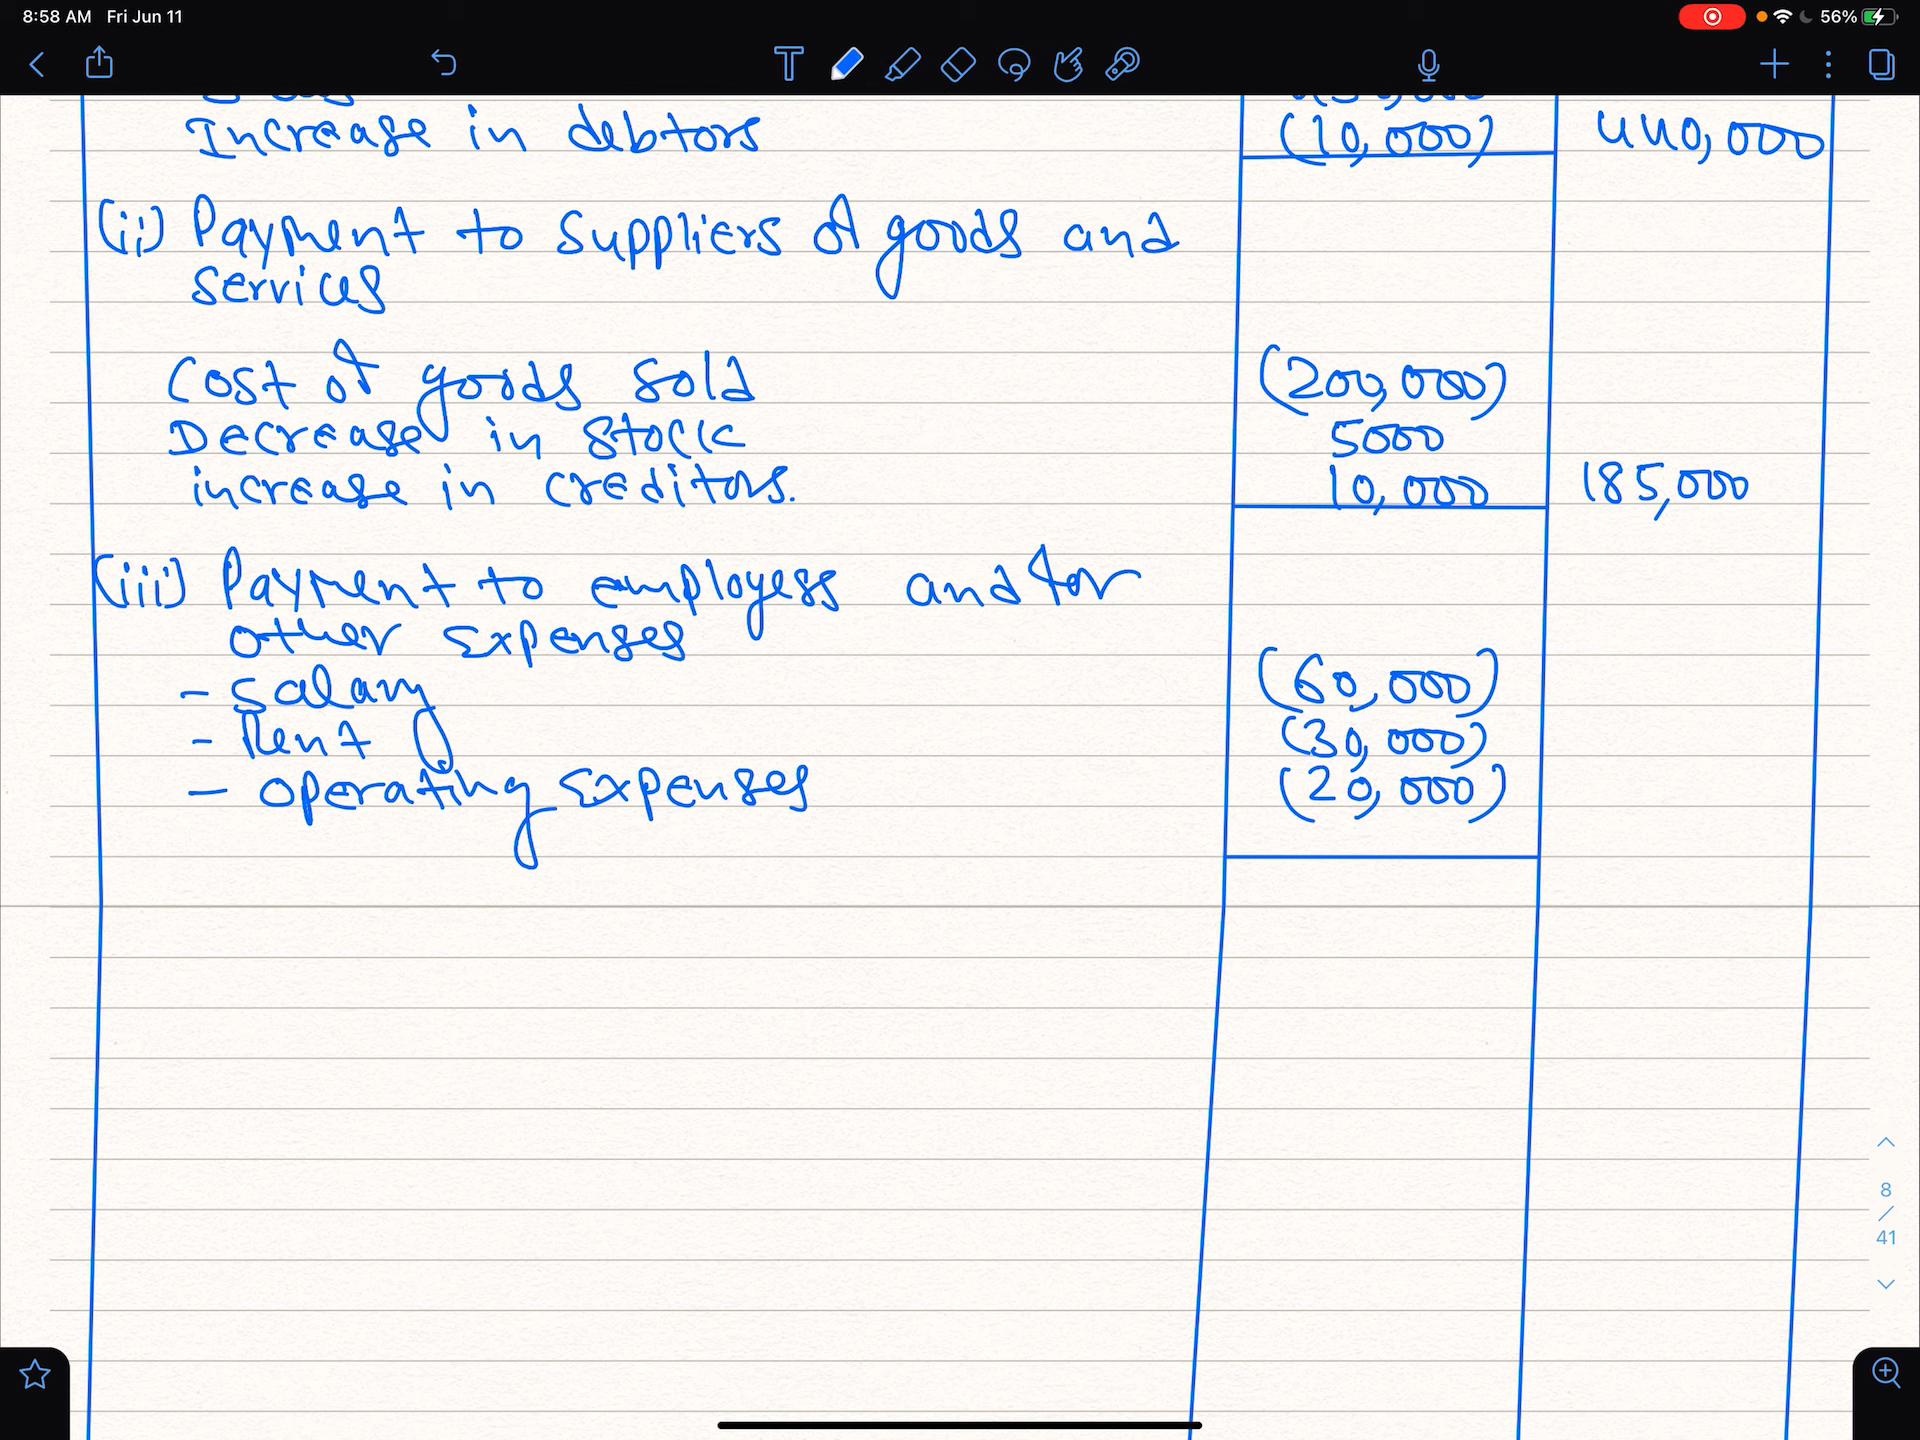 8:58 AM Fri Jun 11 56%
Increase in debtors (10,000) 440,000
(ii) Payment to suppliers of goods and
services
Cost of goods sold (200,000)
Decrease in stock 5000
increase in creditors. 10,000 185,000
(iii) Payment to employess and for
other expenses
- Salary (60,000)
- Rent (30,000)
- operating expenses (20,000)
8
/
41